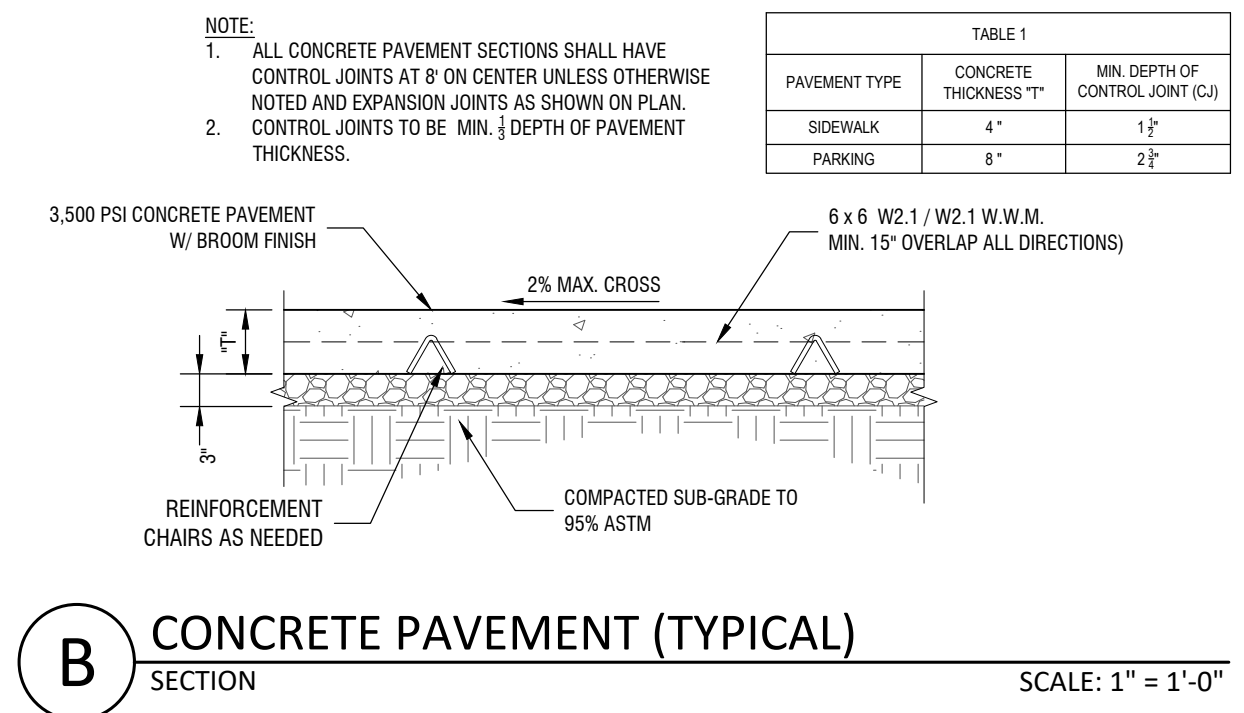 NOTE:
1. ALL CONCRETE PAVEMENT SECTIONS SHALL HAVE
CONTROL JOINTS AT 8' ON CENTER UNLESS OTHERWISE
NOTED AND EXPANSION JOINTS AS SHOWN ON PLAN.
2. CONTROL JOINTS TO BE MIN. 1/3 DEPTH OF PAVEMENT
THICKNESS.
TABLE 1
PAVEMENT TYPE
CONCRETE
THICKNESS "T"
MIN. DEPTH OF
CONTROL JOINT (CJ)
SIDEWALK
4 "
1 1/2"
PARKING
8 "
2 3/4"
3,500 PSI CONCRETE PAVEMENT
W/ BROOM FINISH
6 x 6 W2.1 / W2.1 W.W.M.
MIN. 15" OVERLAP ALL DIRECTIONS)
2% MAX. CROSS
"T"
3"
REINFORCEMENT
CHAIRS AS NEEDED
COMPACTED SUB-GRADE TO
95% ASTM
B
CONCRETE PAVEMENT (TYPICAL)
SECTION
SCALE: 1" = 1'-0"